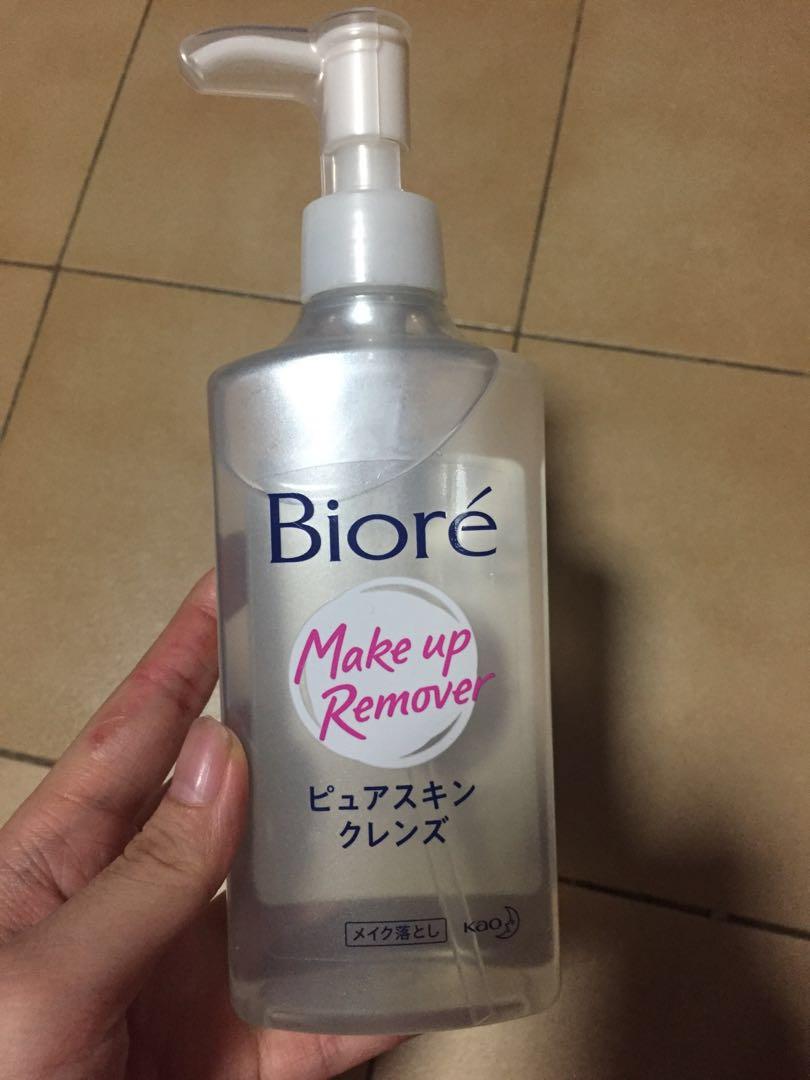 Bioré
Make up
Remover
ピュアスキン
クレンズ
メイク落とし
Kao